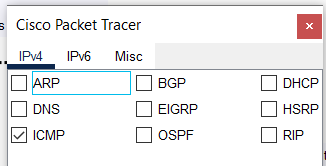 Cisco Packet Tracer
IPv4 IPv6 Misc
ARP BGP DHCP
DNS EIGRP HSRP
ICMP OSPF RIP